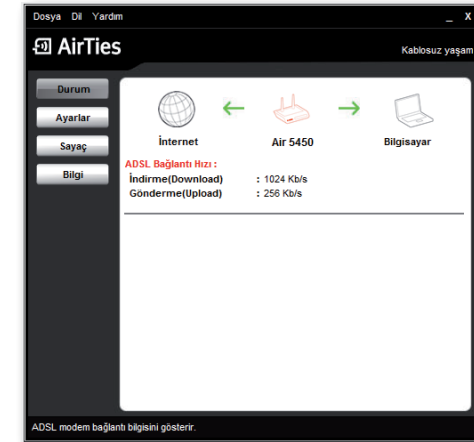 Dosya Dil Yardım _ X
AirTies
Kablosuz yaşam
Durum
Ayarlar
Sayaç
Bilgi
İnternet Air 5450 Bilgisayar
ADSL Bağlantı Hızı :
İndirme(Download) : 1024 Kb/s
Gönderme(Upload) : 256 Kb/s
ADSL modem bağlantı bilgisini gösterir.